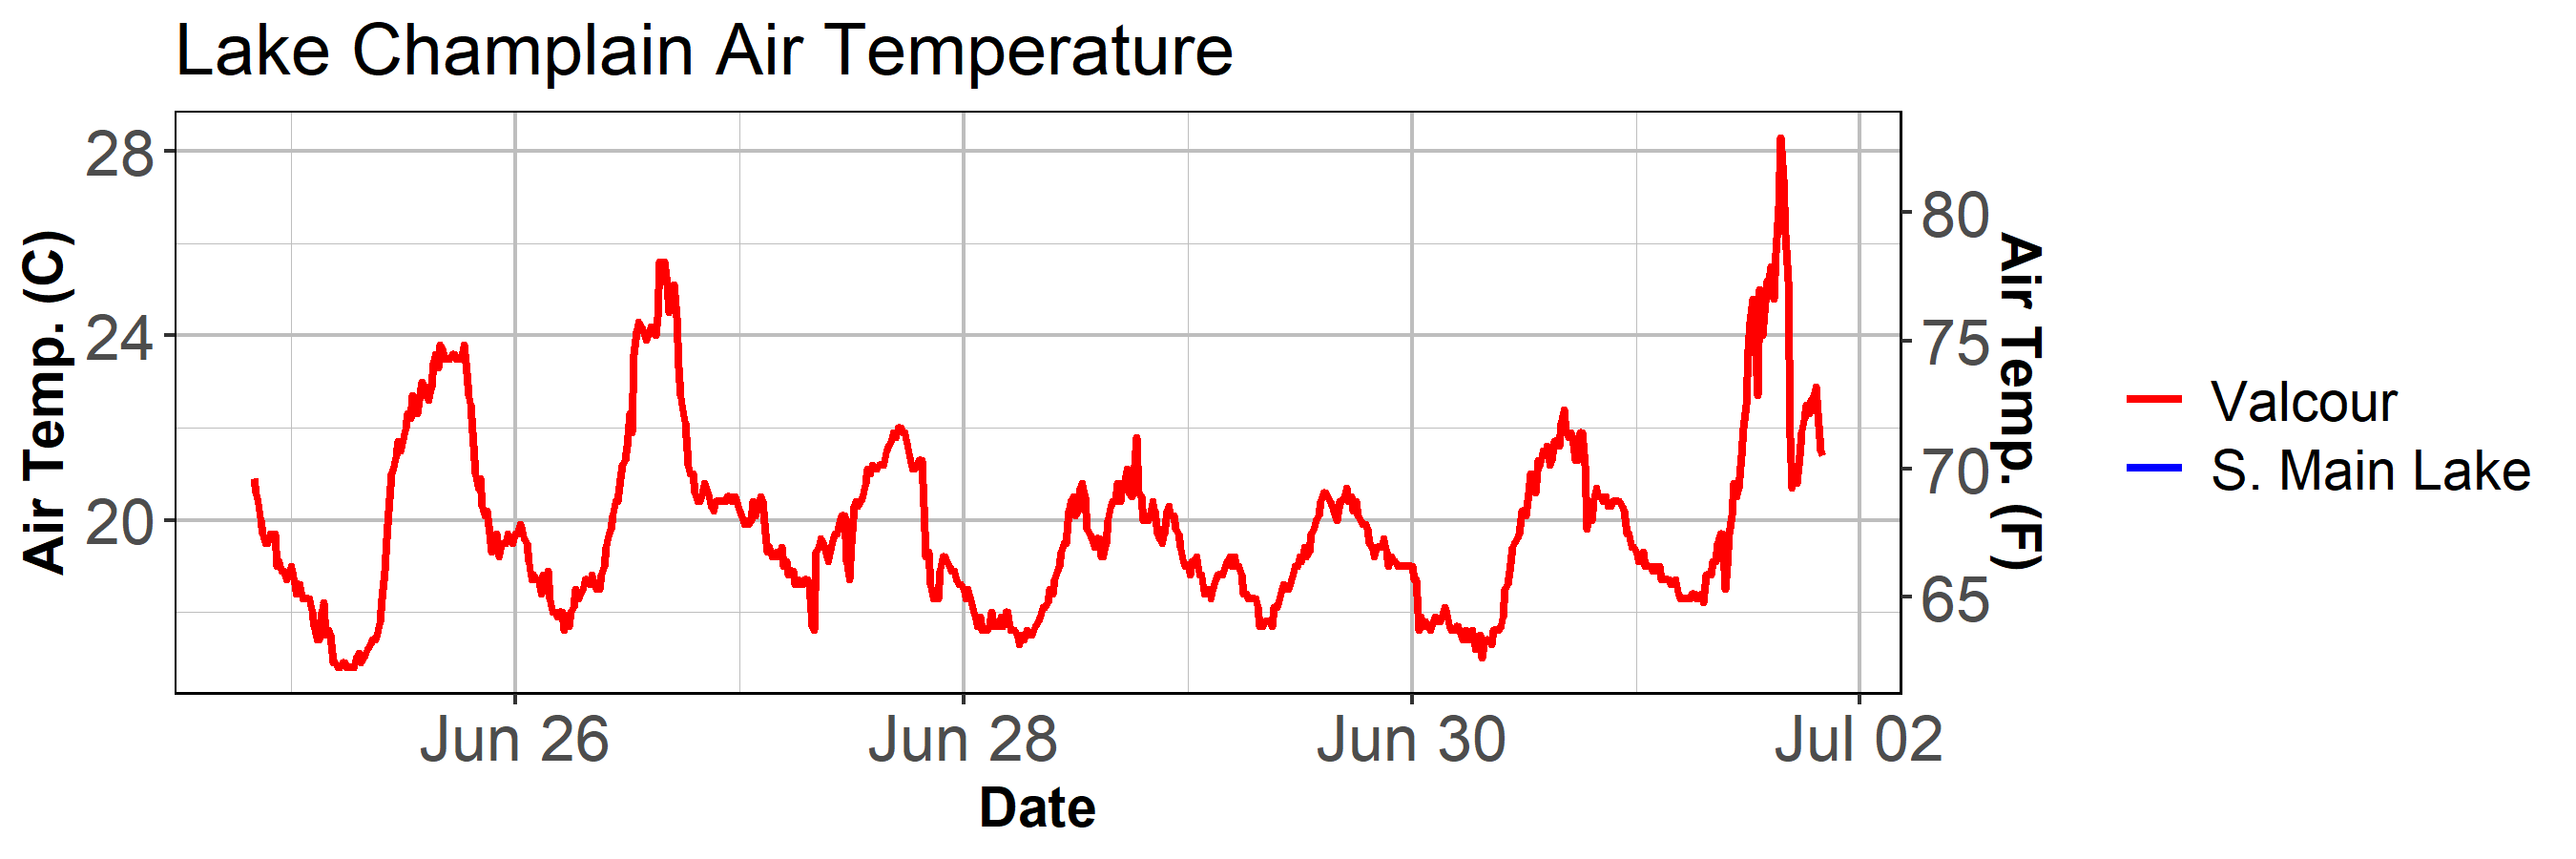 Lake Champlain Air Temperature
28
24
20
Air Temp. (C)
80
75
70
65
Air Temp. (F)
Jun 26
Jun 28
Jun 30
Jul 02
Date
Valcour
S. Main Lake